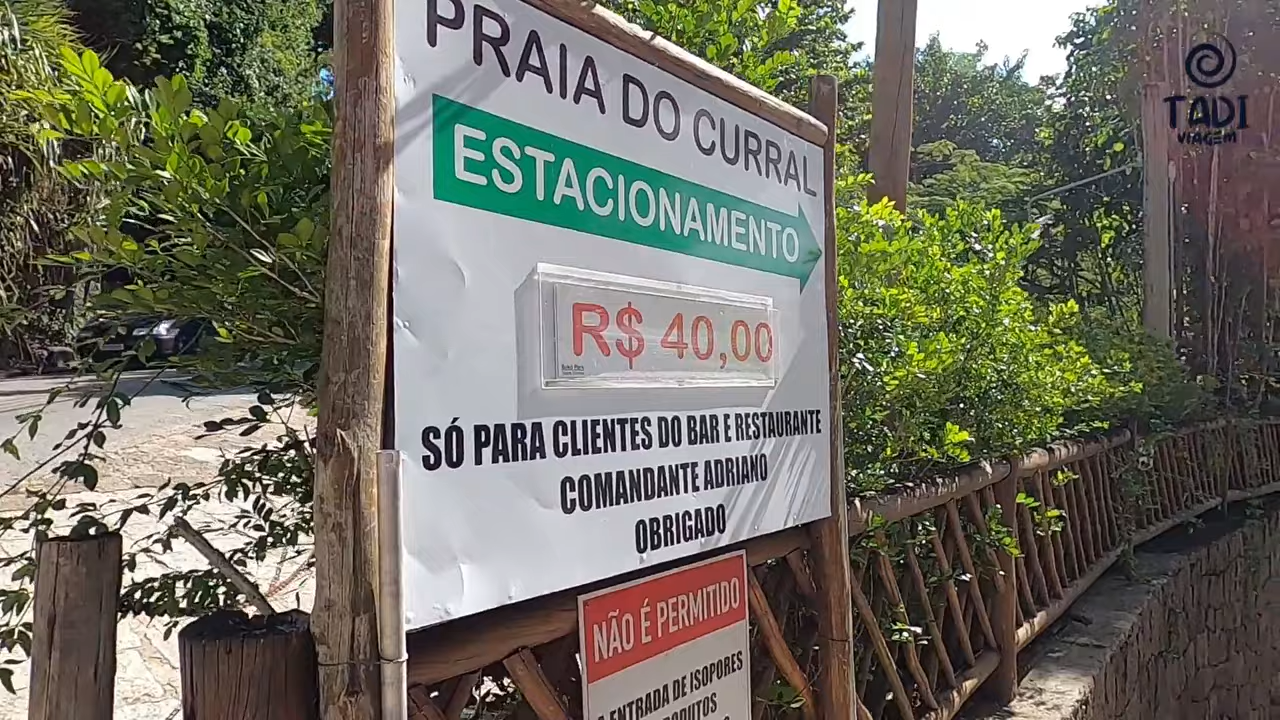 PRAIA DO CURRAL
ESTACIONAMENTO
R$ 40,00
SÓ PARA CLIENTES DO BAR E RESTAURANTE
COMANDANTE ADRIANO
OBRIGADO
NÃO É PERMITIDO
ENTRADA DE ISOPORES
TADI
VIAGEM